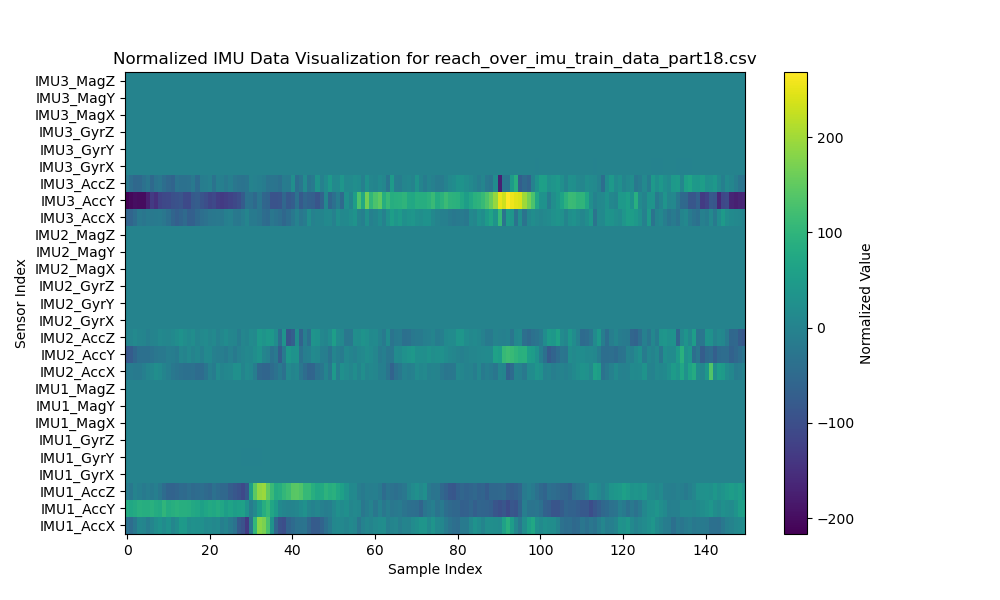 Normalized IMU Data Visualization for reach_over_imu_train_data_part18.csv
IMU3_MagZ
IMU3_MagY
IMU3_MagX
IMU3_GyrZ
IMU3_GyrY
IMU3_GyrX
IMU3_AccZ
IMU3_AccY
IMU3_AccX
IMU2_MagZ
IMU2_MagY
IMU2_MagX
IMU2_GyrZ
IMU2_GyrY
IMU2_GyrX
IMU2_AccZ
IMU2_AccY
IMU2_AccX
IMU1_MagZ
IMU1_MagY
IMU1_MagX
IMU1_GyrZ
IMU1_GyrY
IMU1_GyrX
IMU1_AccZ
IMU1_AccY
IMU1_AccX
Sensor Index
0 20 40 60 80 100 120 140
Sample Index
200
100
0
−100
−200
Normalized Value